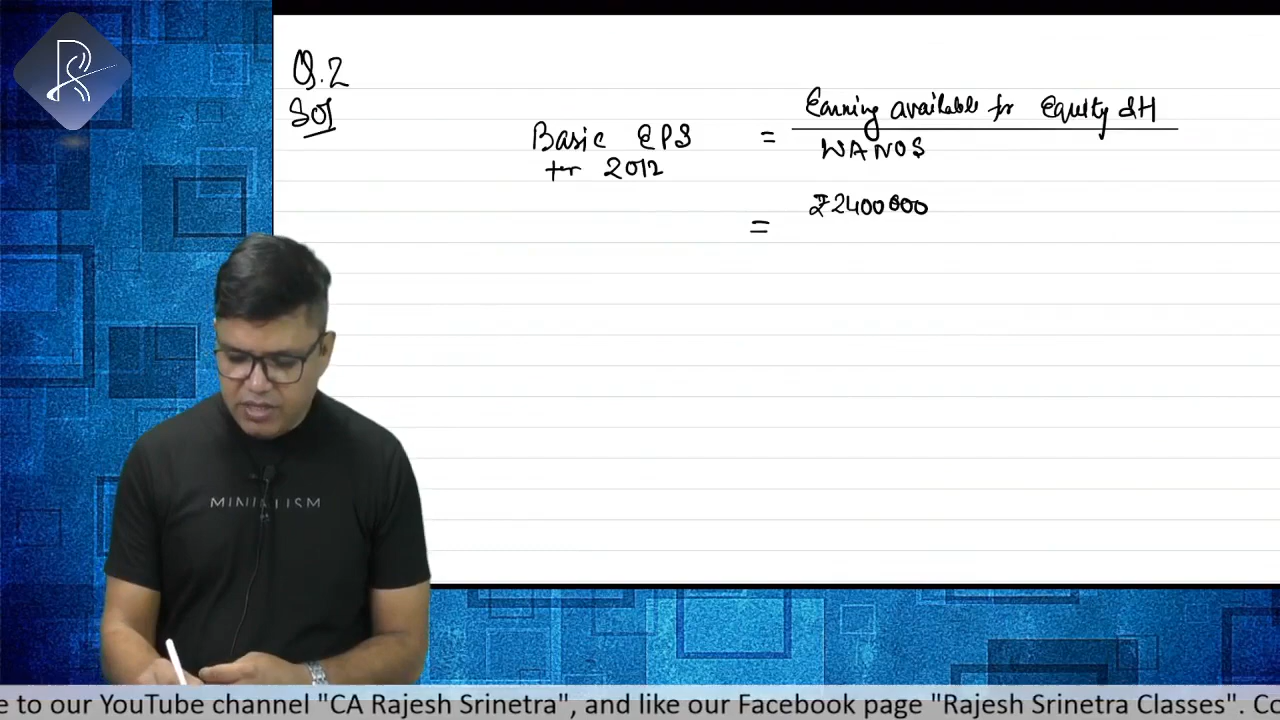 RS
Q.2
Sol
Basic EPS = Earning available for Equity SH
for 2012 WANOS
= ₹2400000
MINIMALISM
e to our YouTube channel "CA Rajesh Srinetra", and like our Facebook page "Rajesh Srinetra Classes". Co